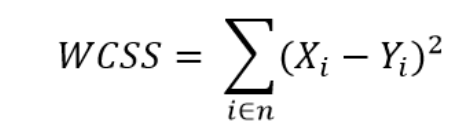 WCSS = ∑_{i∈n} (X_i − Y_i)^2